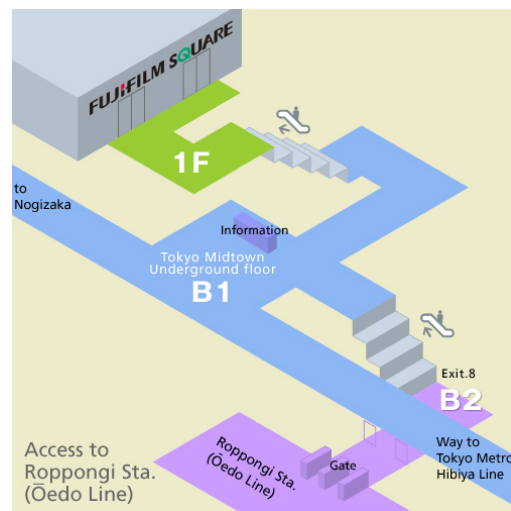 FUJIFILM SQUARE
1F
to
Nogizaka
Information
Tokyo Midtown
Underground floor
B1
Exit.8
B2
Access to
Roppongi Sta.
(Ōedo Line)
Roppongi Sta.
(Ōedo Line)
Gate
Way to
Tokyo Metro
Hibiya Line